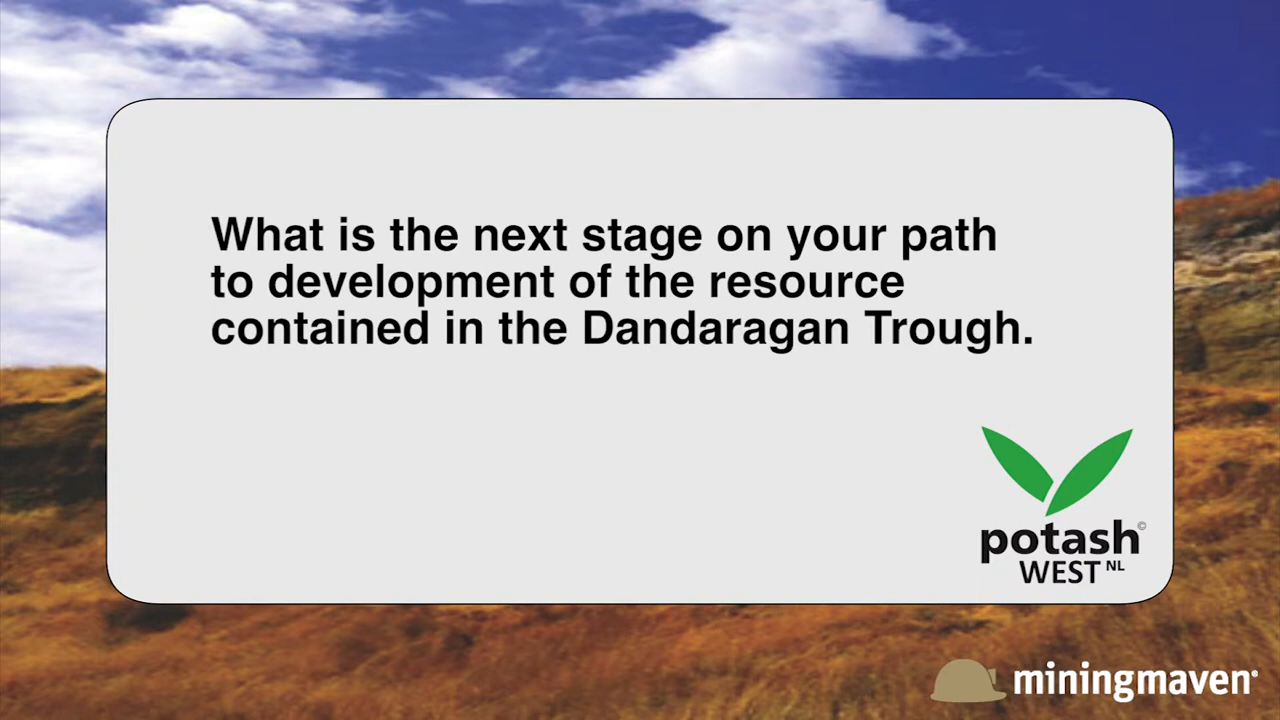 What is the next stage on your path
to development of the resource
contained in the Dandaragan Trough.
potash©
WEST NL
miningmaven